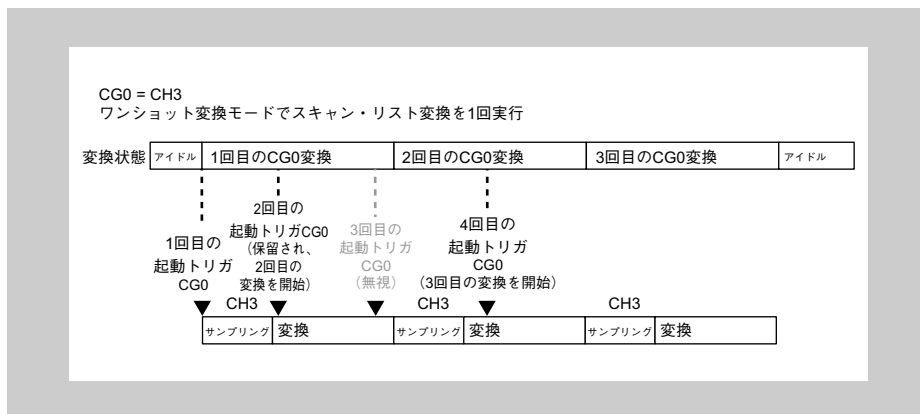 CG0 = CH3
ワンショット変換モードでスキャン・リスト変換を1回実行
変換状態 アイドル 1回目のCG0変換 2回目のCG0変換 3回目のCG0変換 アイドル
1回目の
起動トリガ
CG0
2回目の
起動トリガCG0
（保留され、
2回目の
変換を開始）
3回目の
起動トリガ
CG0
（無視）
4回目の
起動トリガ
CG0
（3回目の変換を開始）
CH3 CH3 CH3
サンプリング 変換 サンプリング 変換 サンプリング 変換